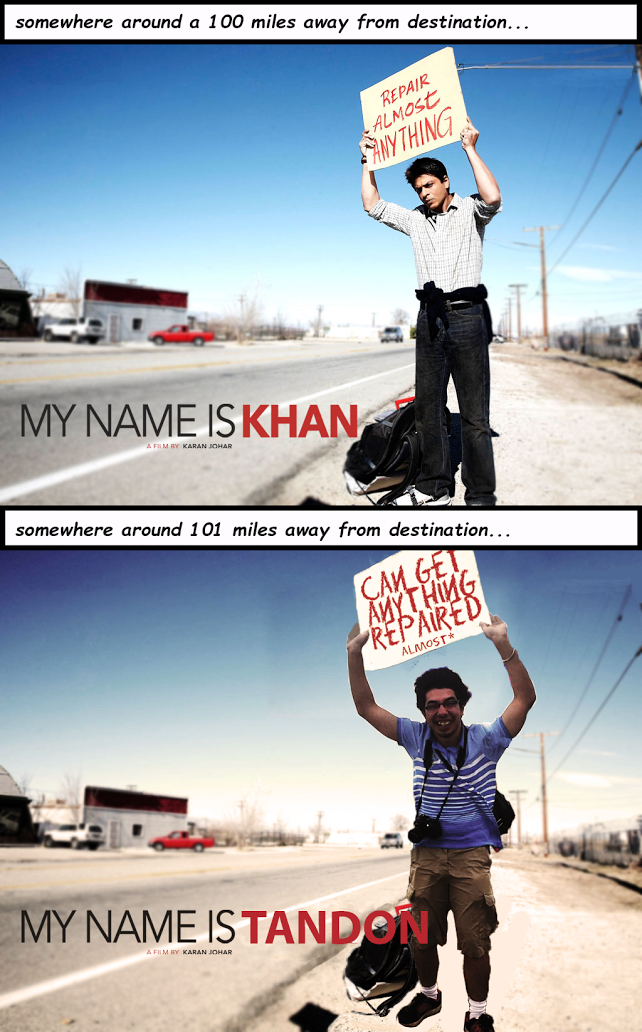 somewhere around a 100 miles away from destination...
REPAIR
ALMOST
ANYTHING
MY NAME IS KHAN
A FILM BY KARAN JOHAR
somewhere around 101 miles away from destination...
CAN GET
ANYTHING
REPAIRED
ALMOST*
MY NAME IS TANDON
A FILM BY KARAN JOHAR